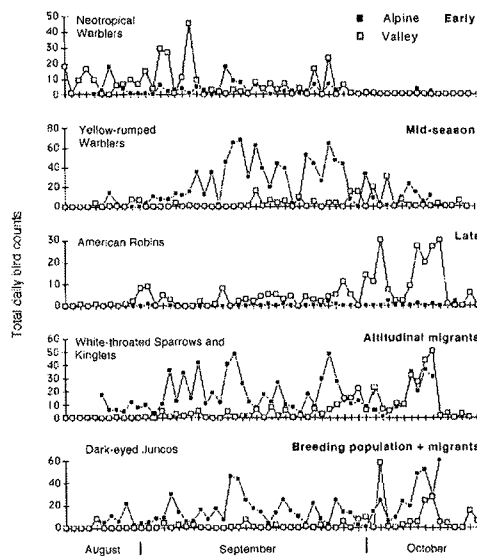 Neotropical
Warblers
Alpine Early
Valley
50
40
30
20
10
0
Yellow-rumped
Warblers
Mid-season
80
60
40
20
0
American Robins
Late
30
20
10
0
White-throated Sparrows and
Kinglets
Altitudinal migrants
60
50
40
30
20
10
0
Dark-eyed Juncos
Breeding population + migrants
60
40
20
0
Total daily bird counts
August September October